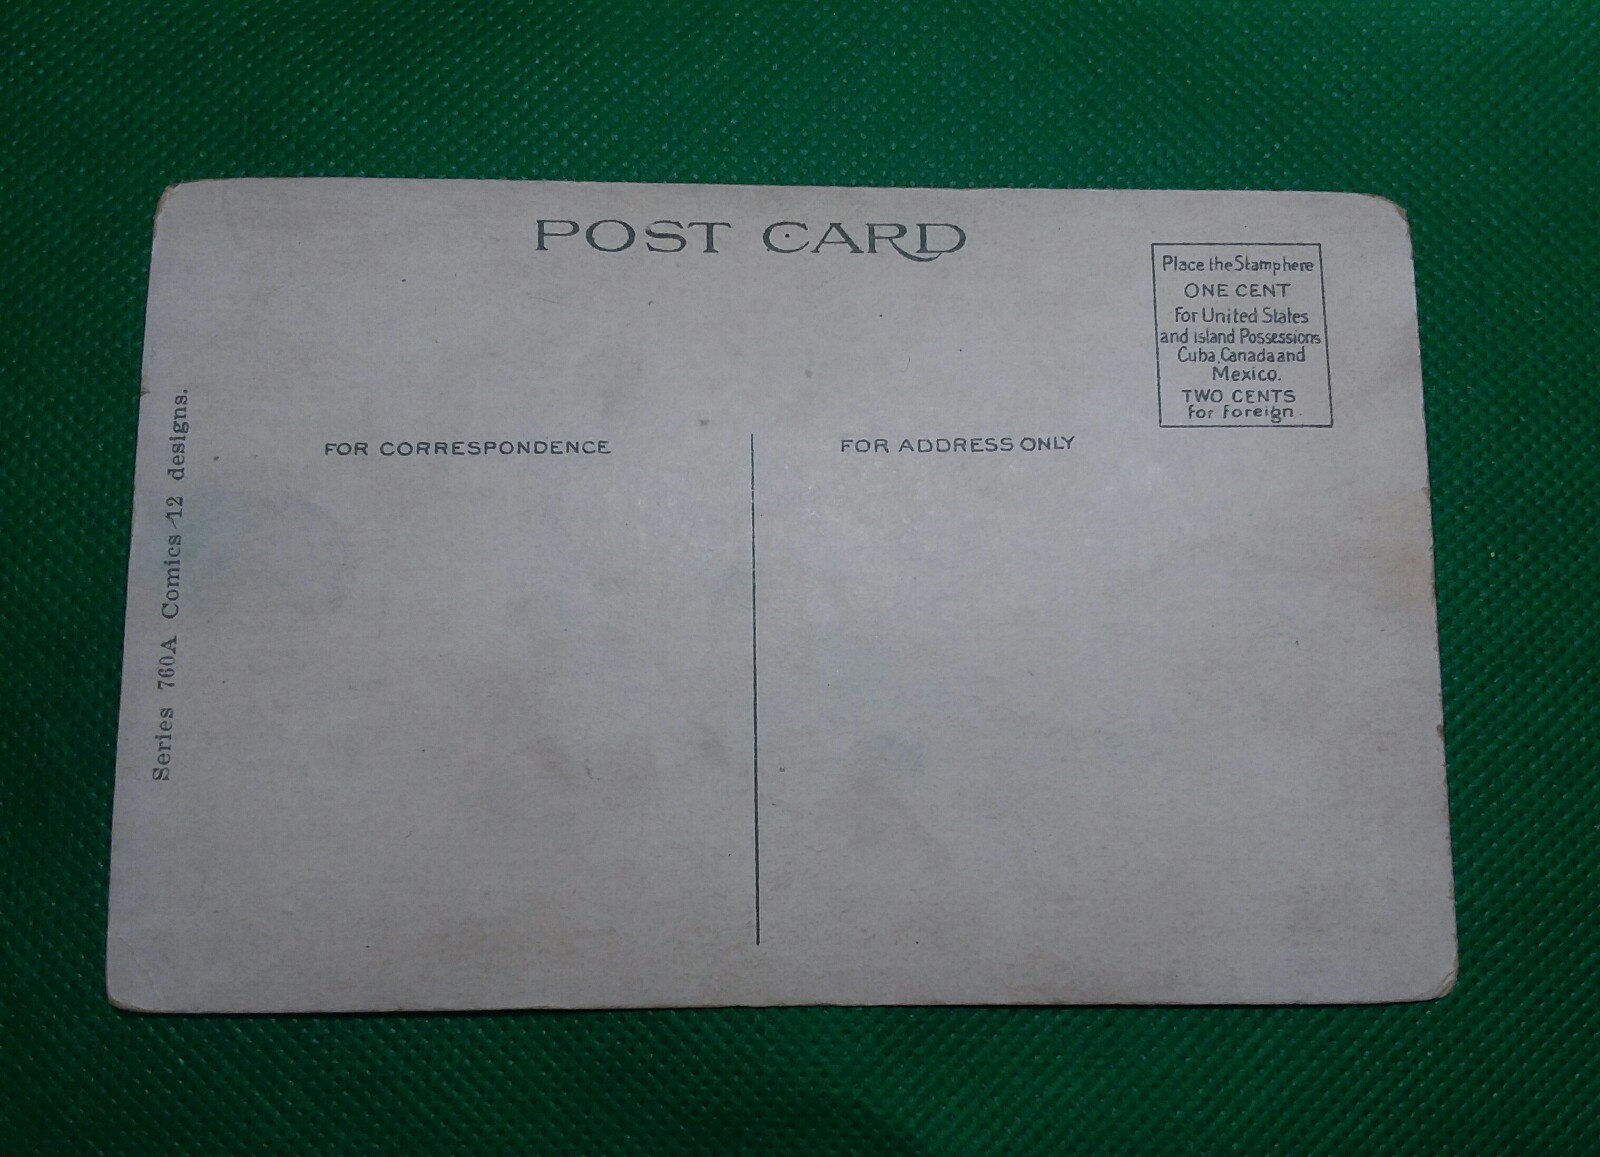 POST CARD
Place the Stamp here
ONE CENT
For United States
and island Possessions
Cuba, Canada and
Mexico.
TWO CENTS
for Foreign
FOR CORRESPONDENCE
FOR ADDRESS ONLY
Series 760A Comics 12 designs.